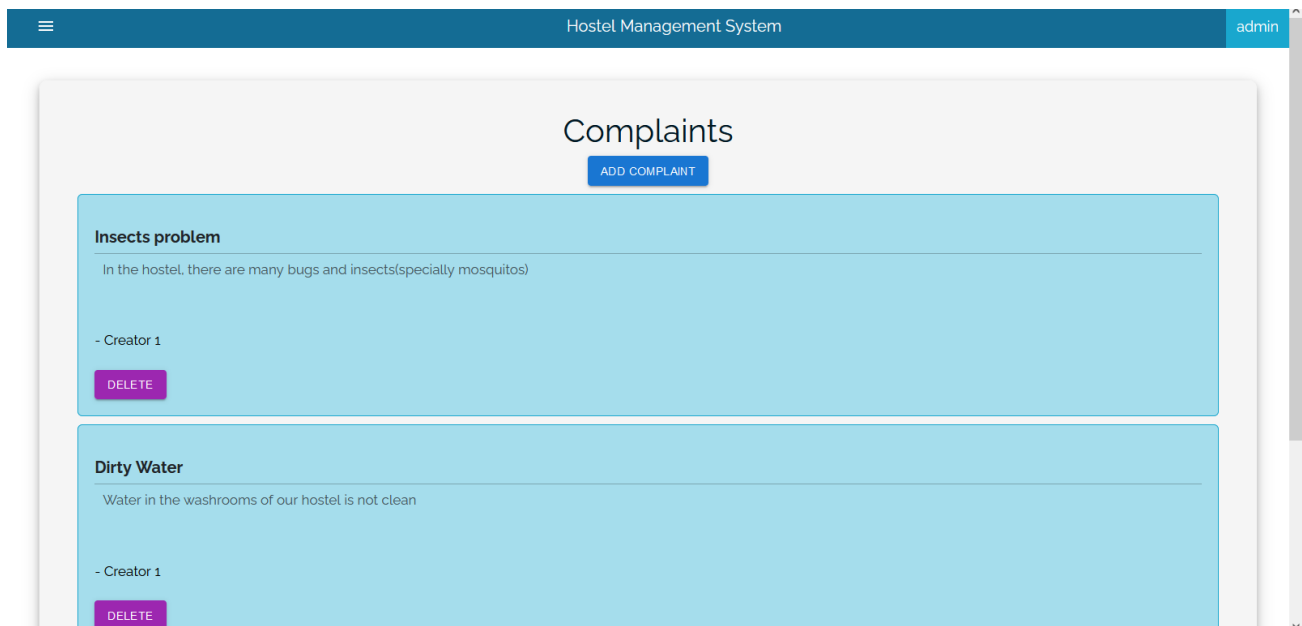 Hostel Management System
admin
Complaints
ADD COMPLAINT
Insects problem
In the hostel, there are many bugs and insects(specially mosquitos)
- Creator 1
DELETE
Dirty Water
Water in the washrooms of our hostel is not clean
- Creator 1
DELETE